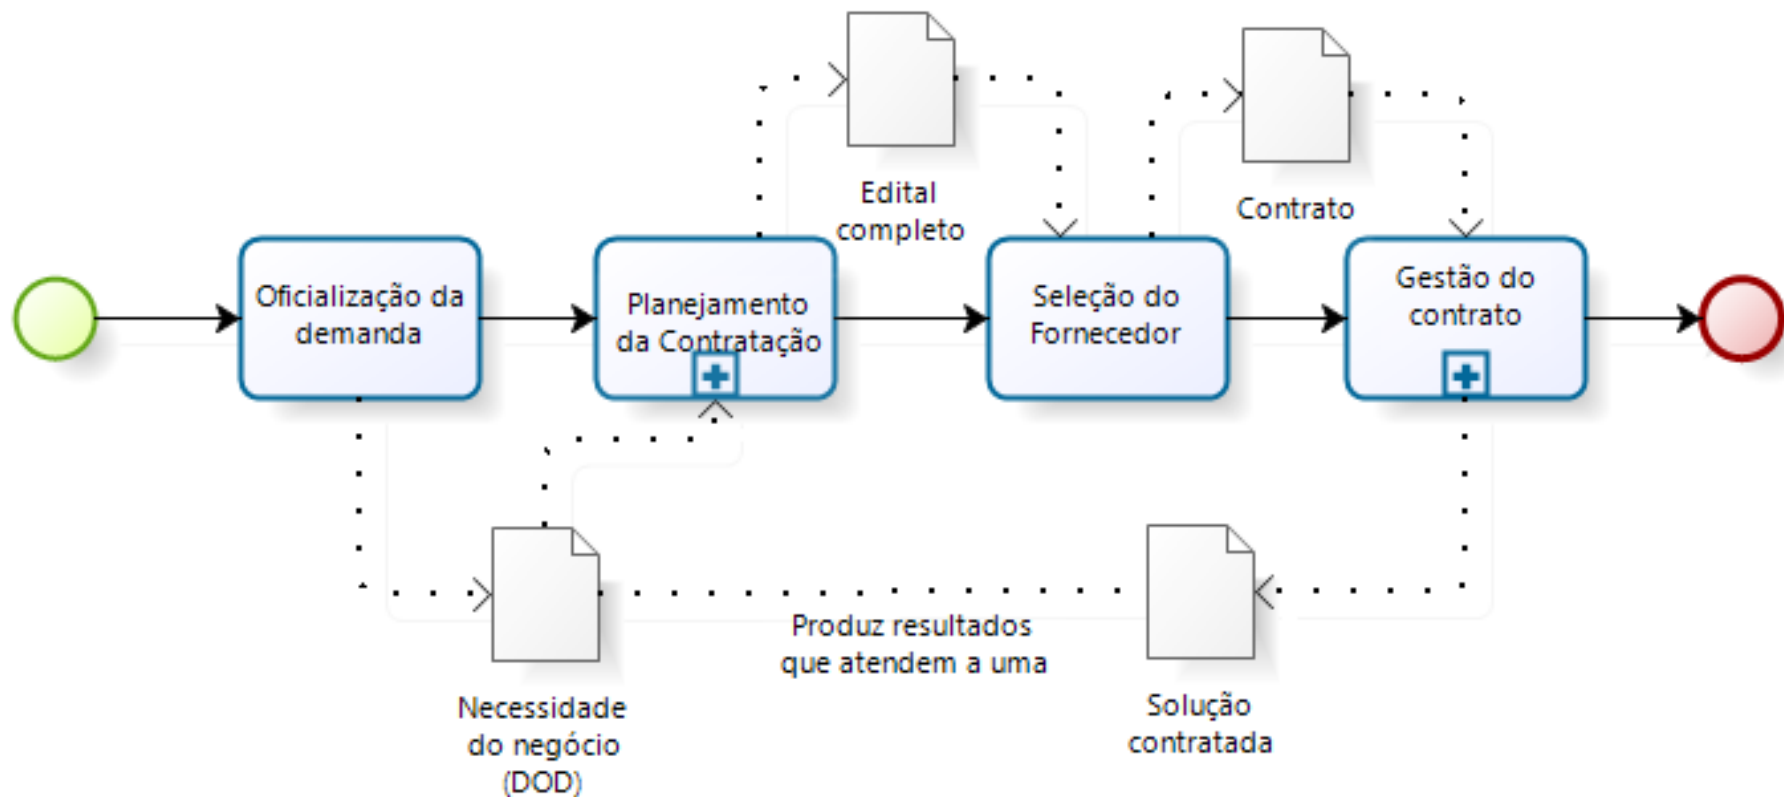 Edital
completo
Contrato
Oficialização da
demanda
Planejamento
da Contratação
Seleção do
Fornecedor
Gestão do
contrato
Produz resultados
que atendem a uma
Necessidade
do negócio
(DOD)
Solução
contratada